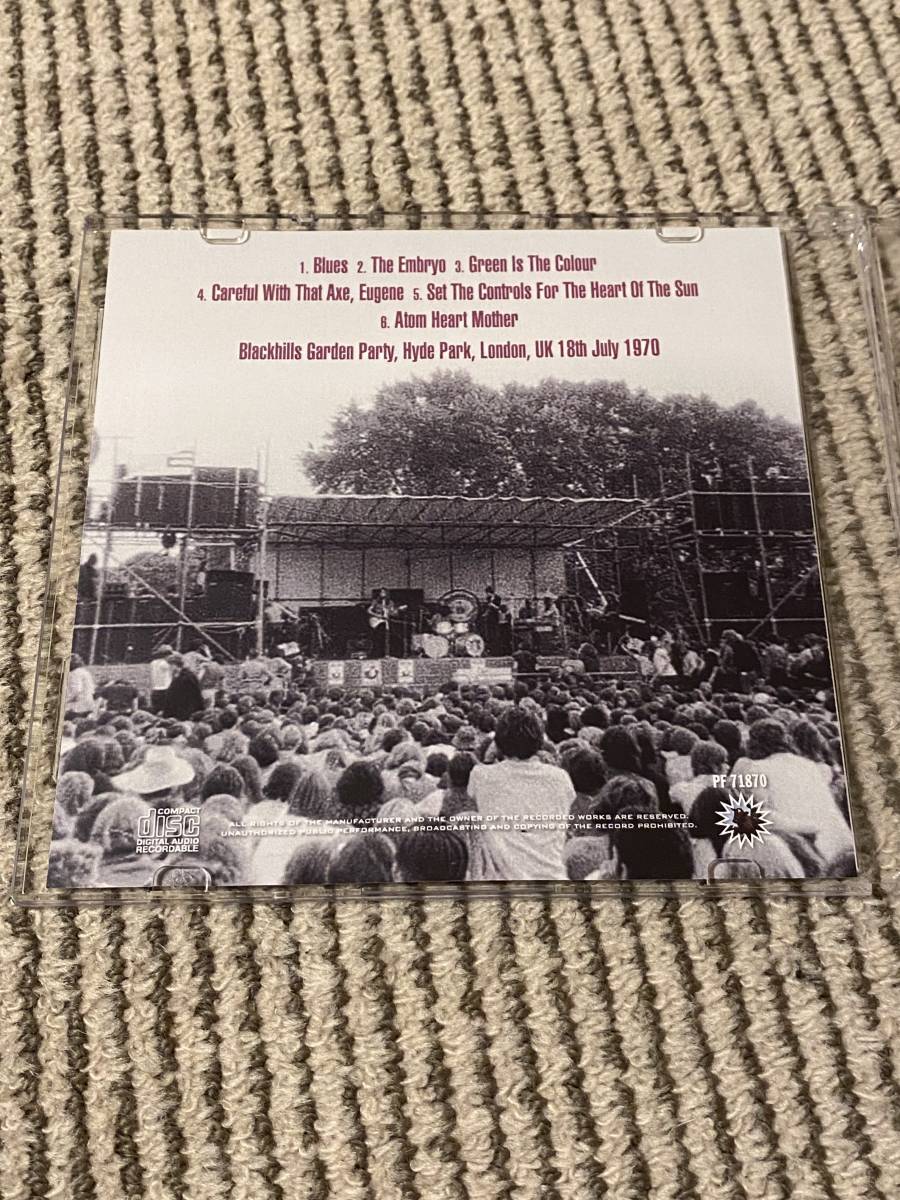 1. Blues 2. The Embryo 3. Green Is The Colour
4. Careful With That Axe, Eugene 5. Set The Controls For The Heart Of The Sun
6. Atom Heart Mother
Blackhills Garden Party, Hyde Park, London, UK 18th July 1970
PF 71870
COMPACT
disc
DIGITAL AUDIO
RECORDABLE
ALL RIGHTS OF THE MANUFACTURER AND THE OWNER OF THE RECORDED WORKS ARE RESERVED.
UNAUTHORIZED PUBLIC PERFORMANCE, BROADCASTING AND COPYING OF THE RECORD PROHIBITED.